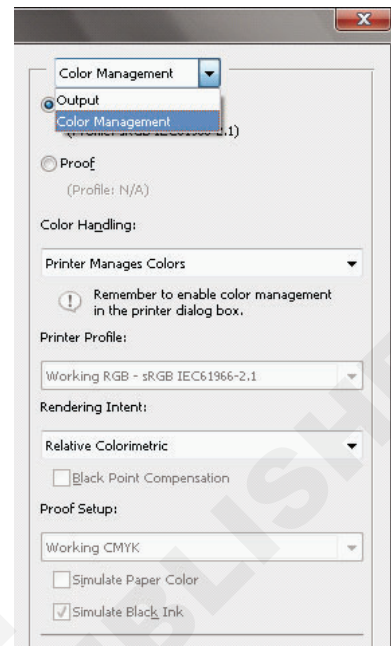 Color Management
Output
Color Management
(Profile: sRGB IEC61966-2.1)
Proof
(Profile: N/A)
Color Handling:
Printer Manages Colors
Remember to enable color management
in the printer dialog box.
Printer Profile:
Working RGB - sRGB IEC61966-2.1
Rendering Intent:
Relative Colorimetric
Black Point Compensation
Proof Setup:
Working CMYK
Simulate Paper Color
Simulate Black Ink